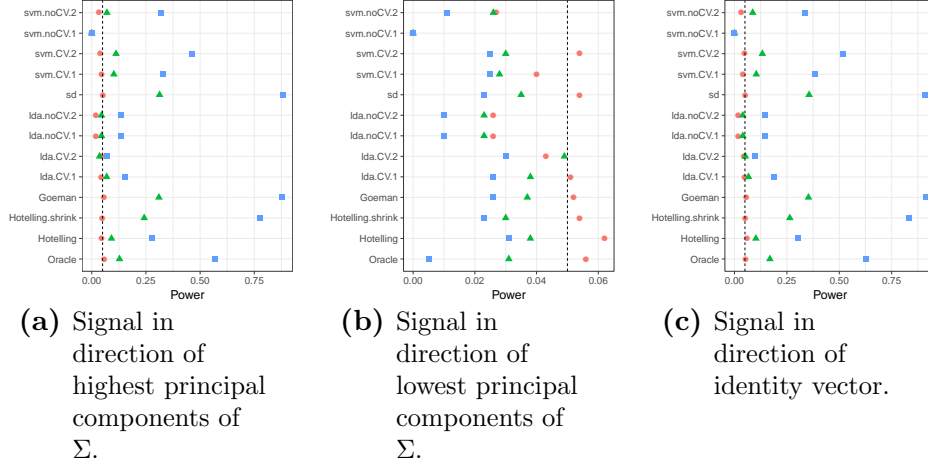 svm.noCV.2
svm.noCV.1
svm.CV.2
svm.CV.1
sd
lda.noCV.2
lda.noCV.1
lda.CV.2
lda.CV.1
Goeman
Hotelling.shrink
Hotelling
Oracle
0.00 0.25 0.50 0.75
Power
(a) Signal in
direction of
highest principal
components of
Σ.
svm.noCV.2
svm.noCV.1
svm.CV.2
svm.CV.1
sd
lda.noCV.2
lda.noCV.1
lda.CV.2
lda.CV.1
Goeman
Hotelling.shrink
Hotelling
Oracle
0.00 0.02 0.04 0.06
Power
(b) Signal in
direction of
lowest principal
components of
Σ.
svm.noCV.2
svm.noCV.1
svm.CV.2
svm.CV.1
sd
lda.noCV.2
lda.noCV.1
lda.CV.2
lda.CV.1
Goeman
Hotelling.shrink
Hotelling
Oracle
0.00 0.25 0.50 0.75
Power
(c) Signal in
direction of
identity vector.